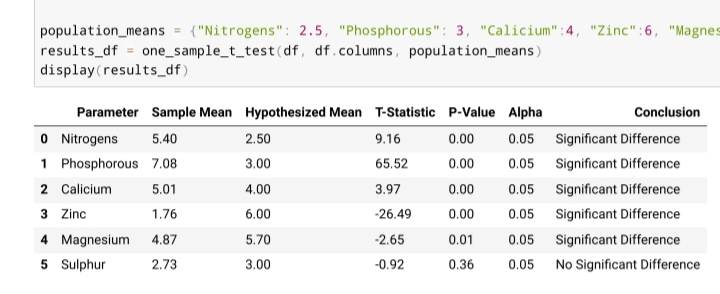 population_means = {"Nitrogens": 2.5, "Phosphorous": 3, "Calicium":4, "Zinc":6, "Magnes
results_df = one_sample_t_test(df, df.columns, population_means)
display(results_df)
Parameter Sample Mean Hypothesized Mean T-Statistic P-Value Alpha Conclusion
0 Nitrogens 5.40 2.50 9.16 0.00 0.05 Significant Difference
1 Phosphorous 7.08 3.00 65.52 0.00 0.05 Significant Difference
2 Calicium 5.01 4.00 3.97 0.00 0.05 Significant Difference
3 Zinc 1.76 6.00 -26.49 0.00 0.05 Significant Difference
4 Magnesium 4.87 5.70 -2.65 0.01 0.05 Significant Difference
5 Sulphur 2.73 3.00 -0.92 0.36 0.05 No Significant Difference